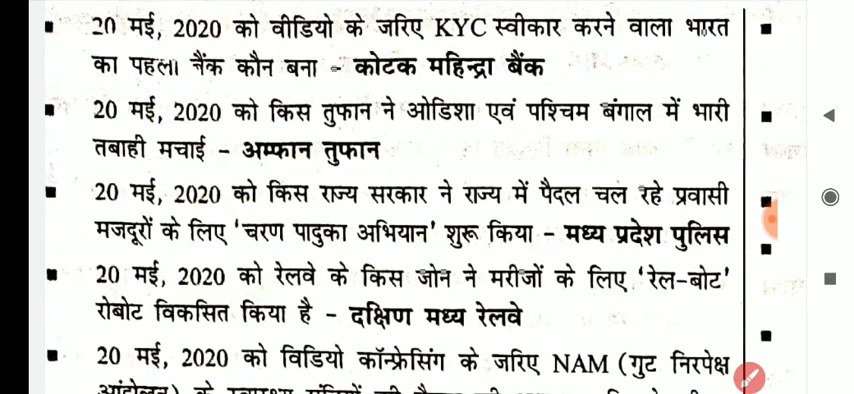 20 मई, 2020 को वीडियो के जरिए KYC स्वीकार करने वाला भारत
का पहला बैंक कौन बना - कोटक महिन्द्रा बैंक
20 मई, 2020 को किस तुफान ने ओडिशा एवं पश्चिम बंगाल में भारी
तबाही मचाई - अम्फान तुफान
20 मई, 2020 को किस राज्य सरकार ने राज्य में पैदल चल रहे प्रवासी
मजदूरों के लिए 'चरण पादुका अभियान' शुरू किया - मध्य प्रदेश पुलिस
20 मई, 2020 को रेलवे के किस जोन ने मरीजों के लिए 'रेल-बोट'
रोबोट विकसित किया है - दक्षिण मध्य रेलवे
20 मई, 2020 को विडियो कॉन्फ्रेसिंग के जरिए NAM (गुट निरपेक्ष